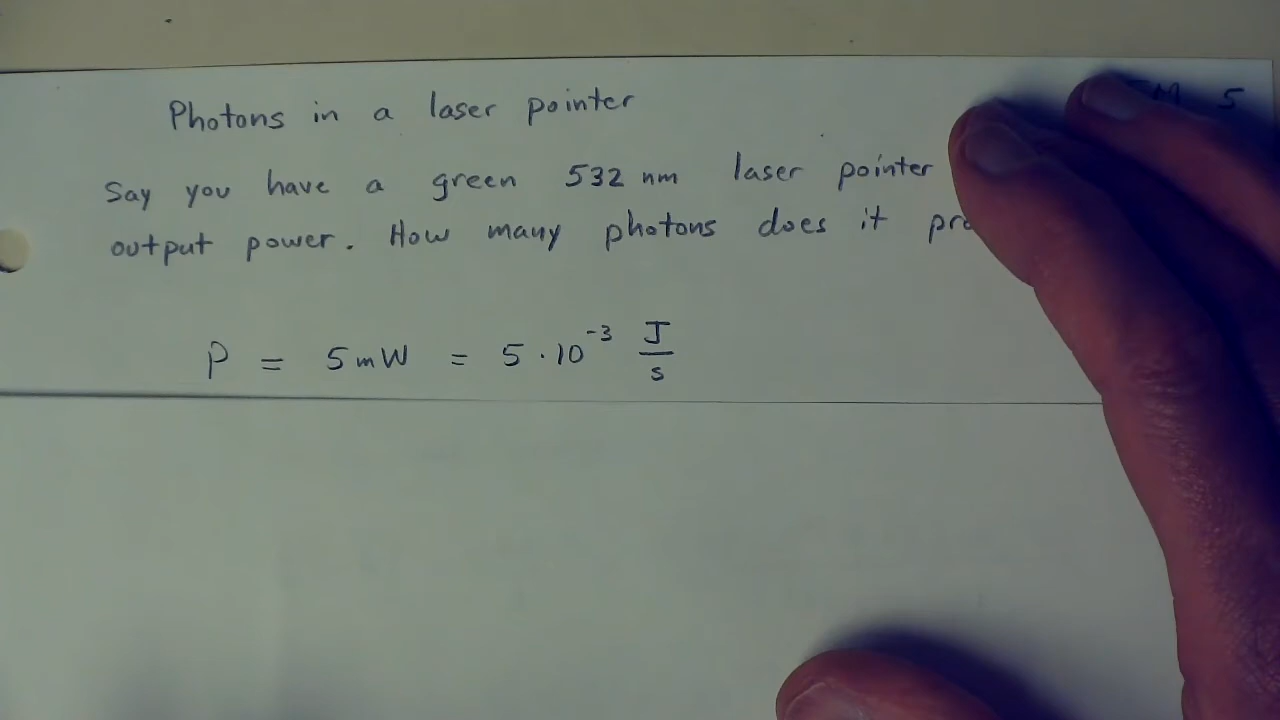 Photons in a laser pointer
5
Say you have a green 532 nm laser pointer
output power. How many photons does it
P = 5 mW = 5 · 10⁻³ J/s